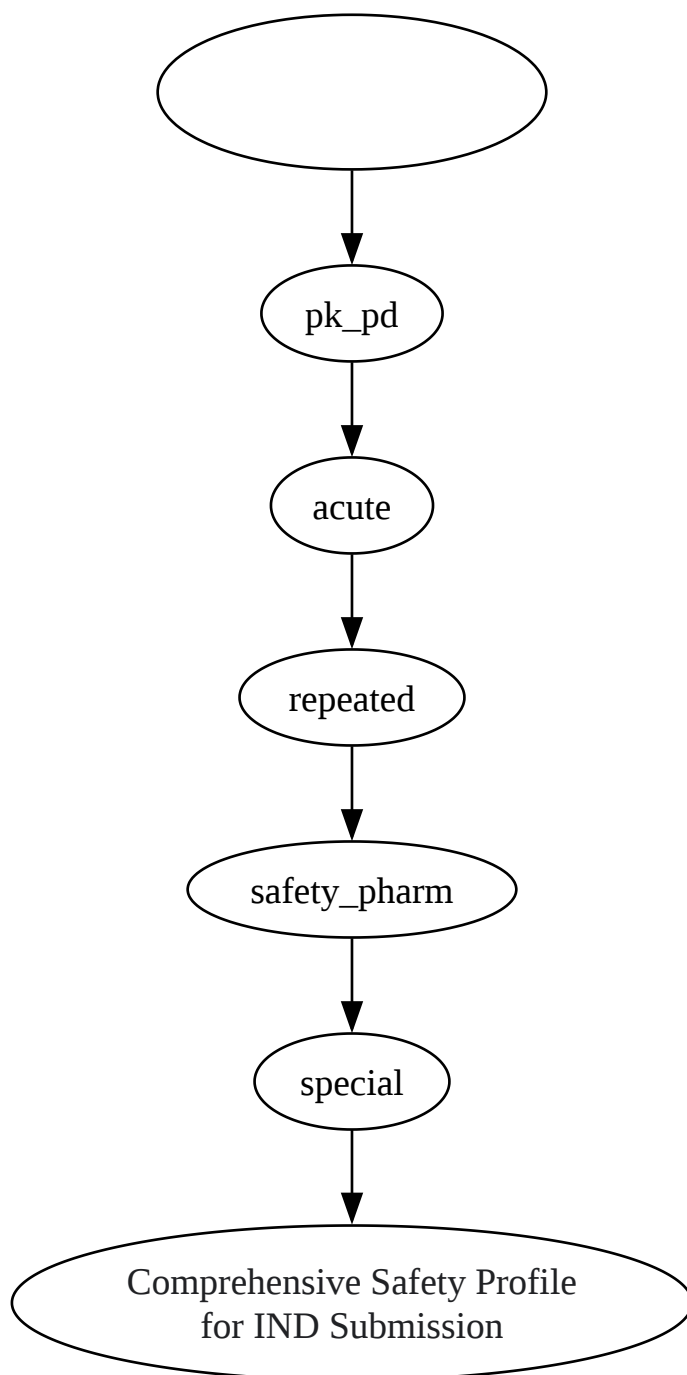 pk_pd
acute
repeated
safety_pharm
special
Comprehensive Safety Profile
for IND Submission